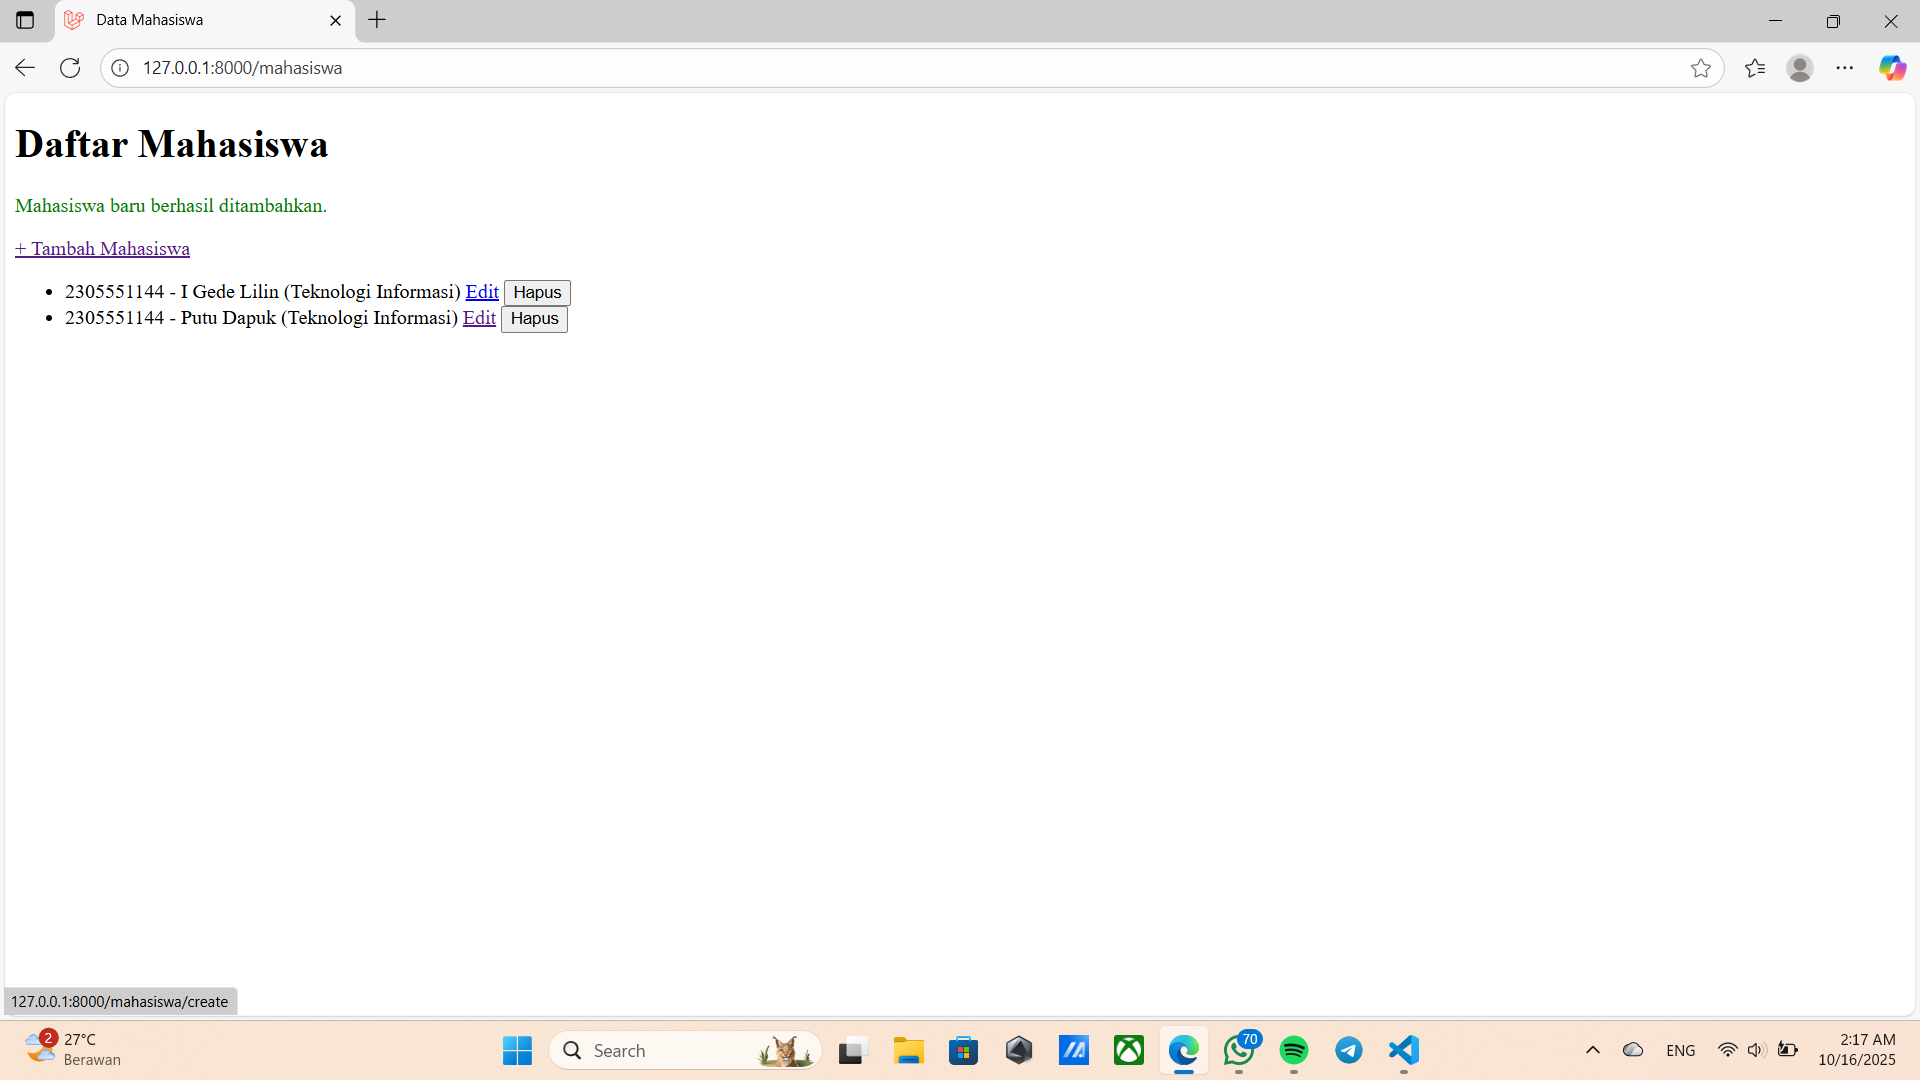 Data Mahasiswa
127.0.0.1:8000/mahasiswa
Daftar Mahasiswa
Mahasiswa baru berhasil ditambahkan.
+ Tambah Mahasiswa
• 2305551144 - I Gede Lilin (Teknologi Informasi) Edit Hapus
• 2305551144 - Putu Dapuk (Teknologi Informasi) Edit Hapus
127.0.0.1:8000/mahasiswa/create
2 27°C
Berawan
Search
70
ENG
2:17 AM
10/16/2025